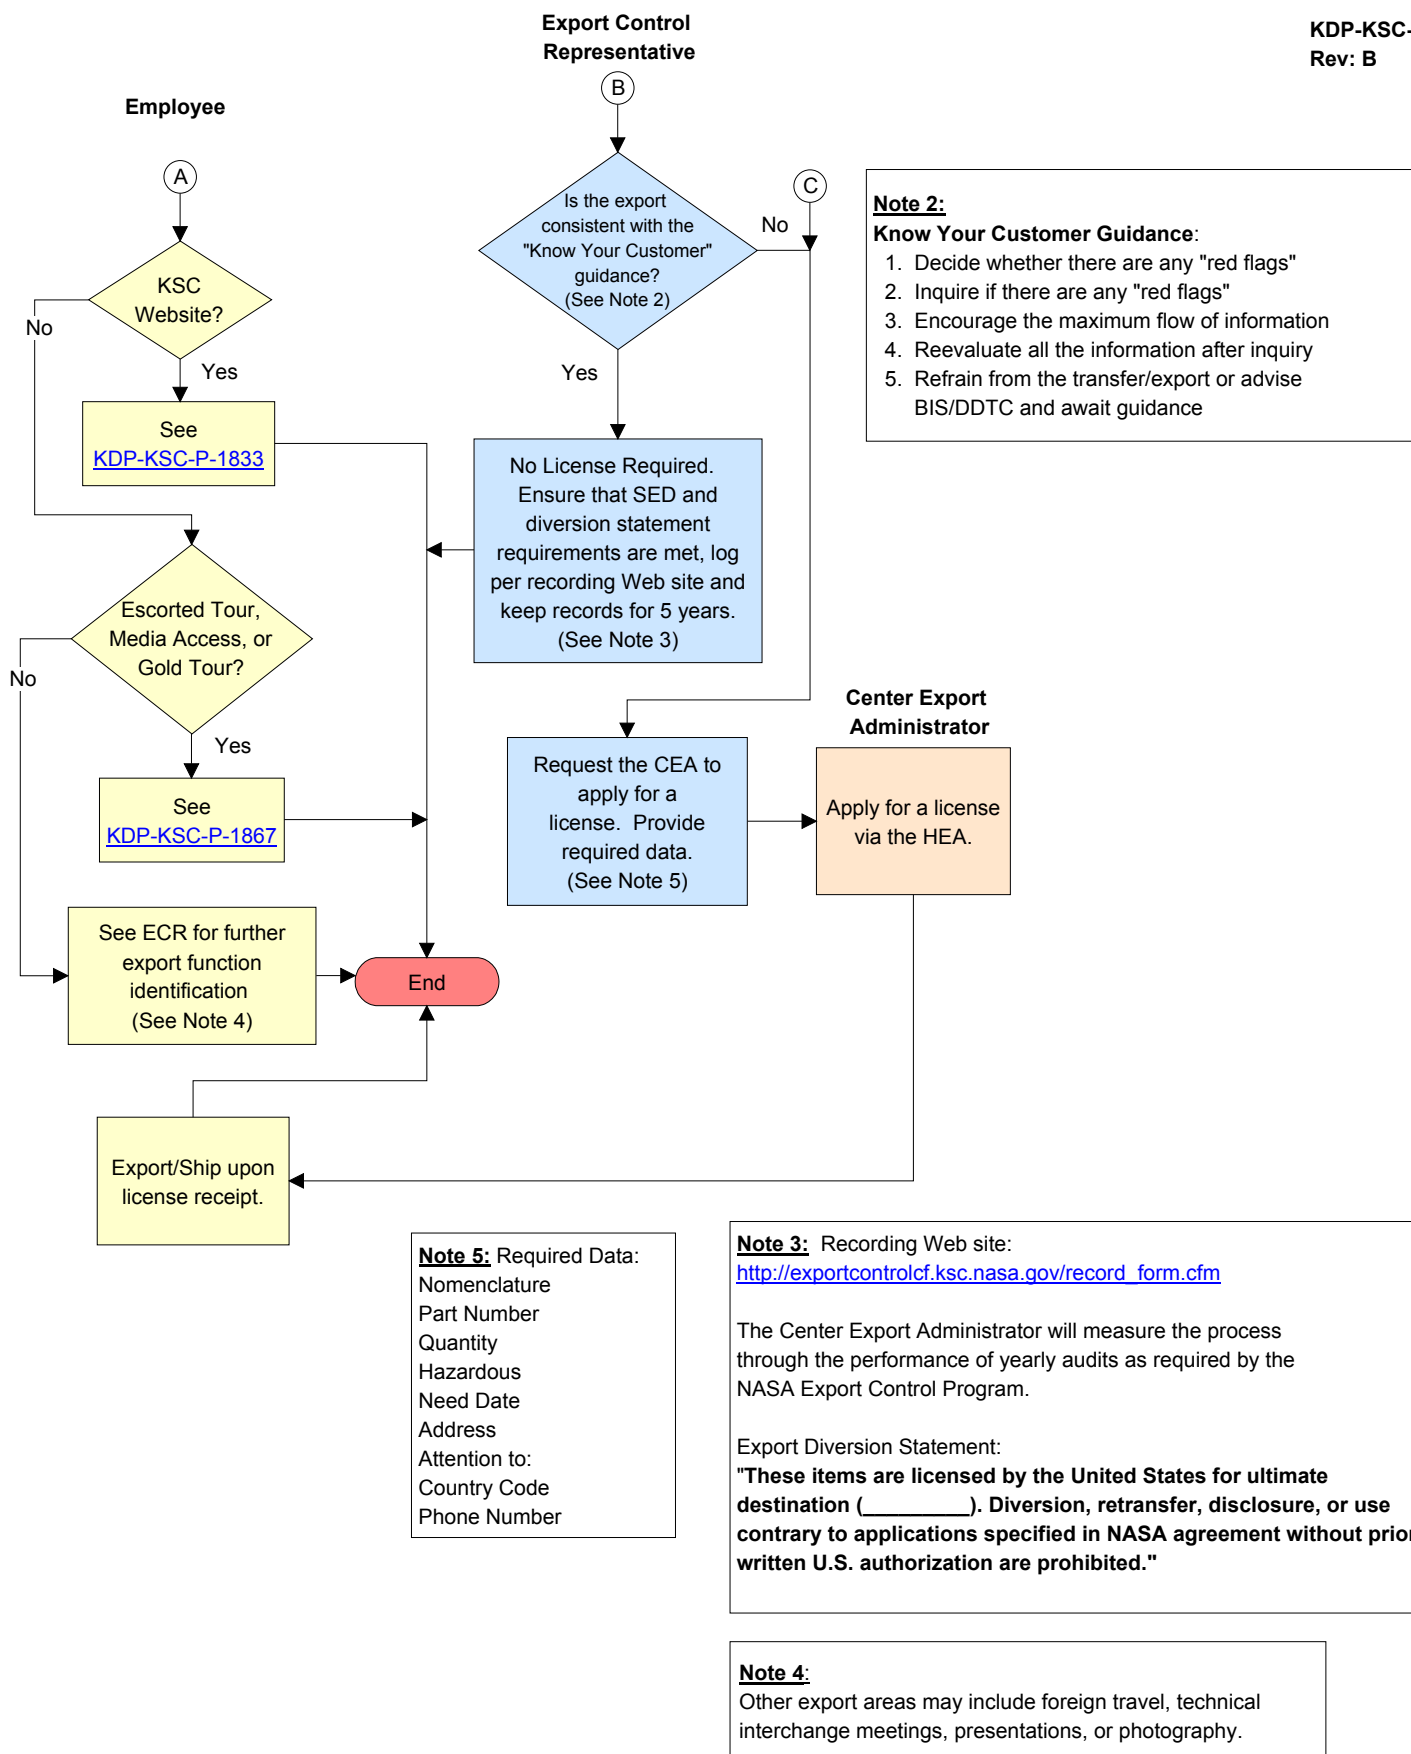 Export Control
Representative
KDP-KSC-
Rev: B
Employee
B
A
C
Is the export
consistent with the
"Know Your Customer"
guidance?
(See Note 2)
No
Yes
Note 2:
Know Your Customer Guidance:
1. Decide whether there are any "red flags"
2. Inquire if there are any "red flags"
3. Encourage the maximum flow of information
4. Reevaluate all the information after inquiry
5. Refrain from the transfer/export or advise
BIS/DDTC and await guidance
KSC
Website?
No
Yes
See
KDP-KSC-P-1833
No License Required.
Ensure that SED and
diversion statement
requirements are met, log
per recording Web site and
keep records for 5 years.
(See Note 3)
Escorted Tour,
Media Access, or
Gold Tour?
No
Yes
See
KDP-KSC-P-1867
Center Export
Administrator
Request the CEA to
apply for a
license. Provide
required data.
(See Note 5)
Apply for a license
via the HEA.
See ECR for further
export function
identification
(See Note 4)
End
Export/Ship upon
license receipt.
Note 5: Required Data:
Nomenclature
Part Number
Quantity
Hazardous
Need Date
Address
Attention to:
Country Code
Phone Number
Note 3: Recording Web site:
http://exportcontrolcf.ksc.nasa.gov/record_form.cfm
The Center Export Administrator will measure the process
through the performance of yearly audits as required by the
NASA Export Control Program.
Export Diversion Statement:
"These items are licensed by the United States for ultimate
destination (_________). Diversion, retransfer, disclosure, or use
contrary to applications specified in NASA agreement without prior
written U.S. authorization are prohibited."
Note 4:
Other export areas may include foreign travel, technical
interchange meetings, presentations, or photography.